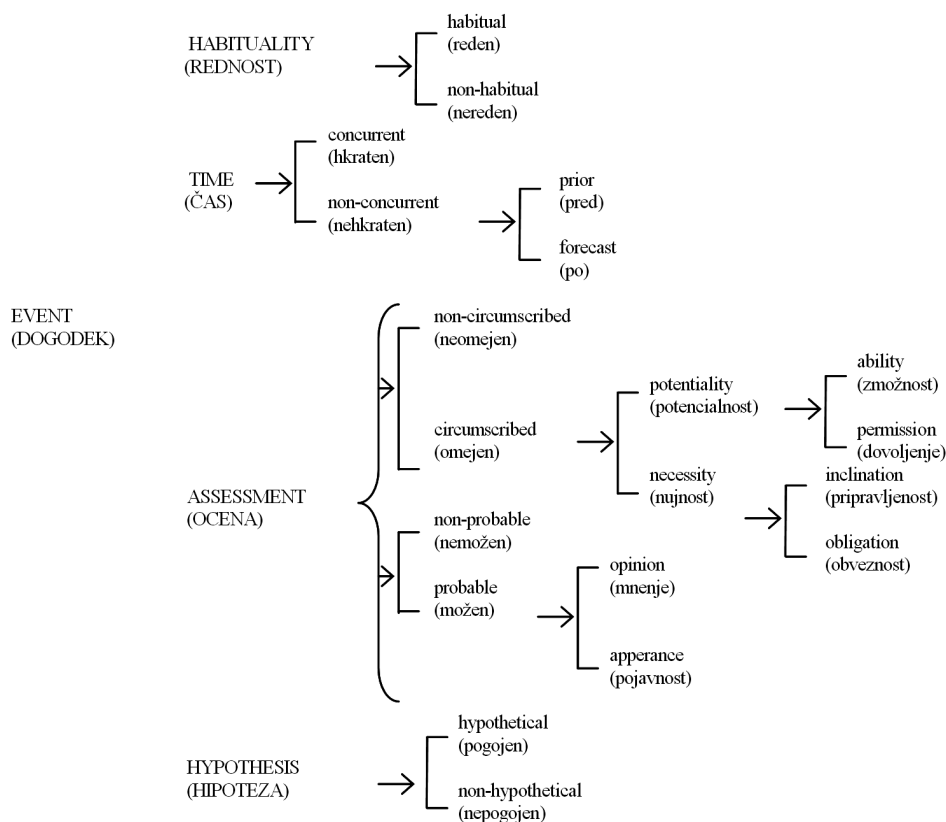 habitual
(reden)
HABITUALITY
(REDNOST)
non-habitual
(nereden)
concurrent
(hkraten)
TIME
(ČAS)
non-concurrent
(nehkraten)
prior
(pred)
forecast
(po)
EVENT
(DOGODEK)
non-circumscribed
(neomejen)
circumscribed
(omejen)
potentiality
(potencialnost)
ability
(zmožnost)
permission
(dovoljenje)
necessity
(nujnost)
inclination
(pripravljenost)
obligation
(obveznost)
ASSESSMENT
(OCENA)
non-probable
(nemožen)
probable
(možen)
opinion
(mnenje)
apperance
(pojavnost)
hypothetical
(pogojen)
HYPOTHESIS
(HIPOTEZA)
non-hypothetical
(nepogojen)